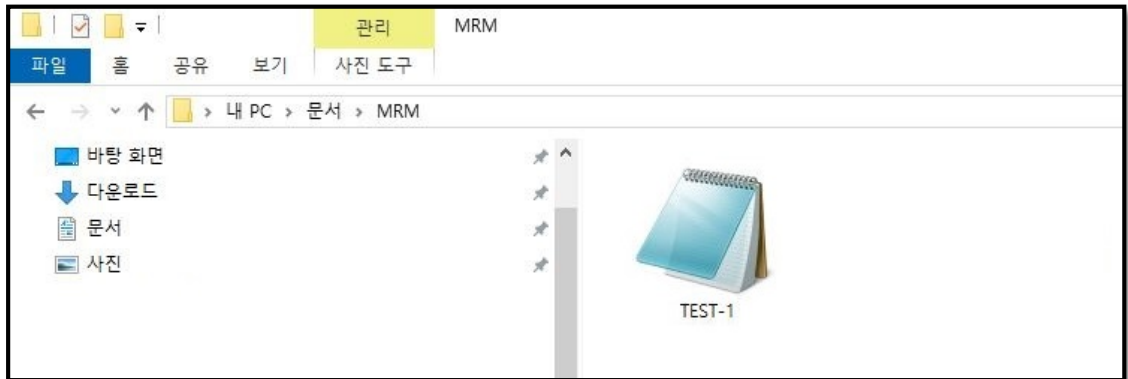 관리 MRM
파일 홈 공유 보기 사진 도구
내 PC > 문서 > MRM
바탕 화면
다운로드
문서
사진
TEST-1